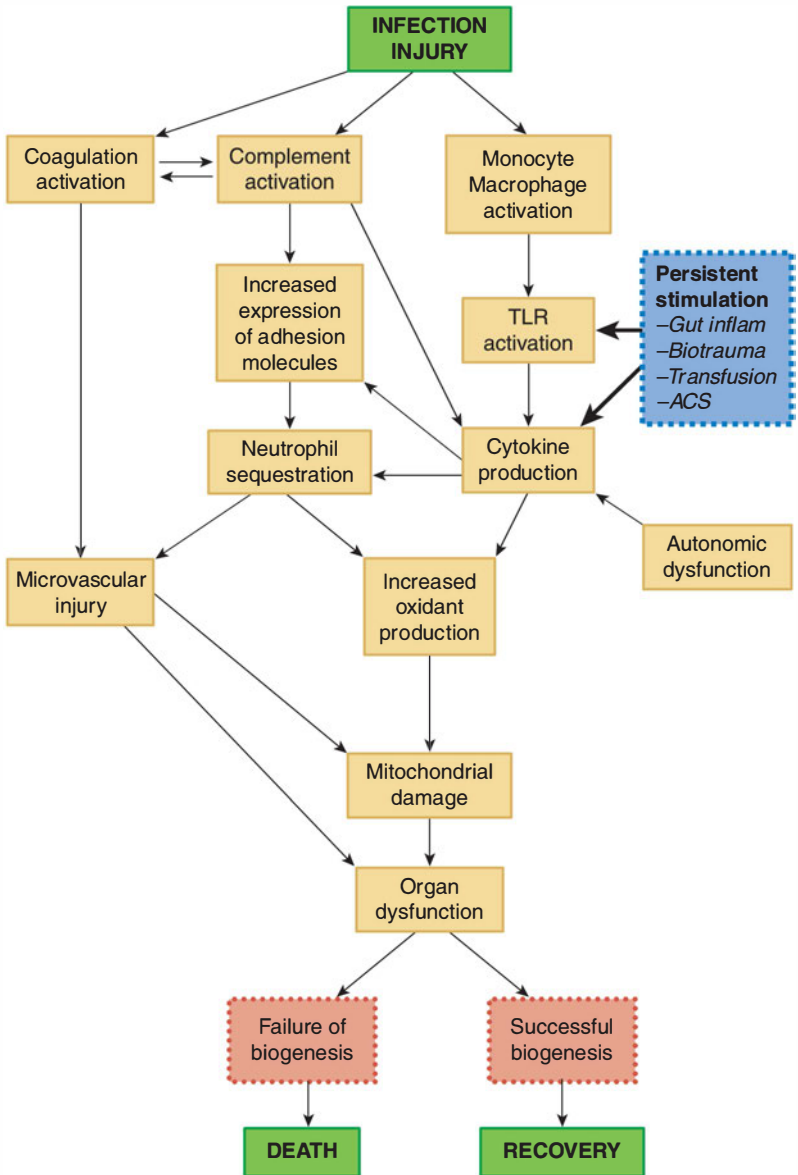 INFECTION
INJURY
Coagulation
activation
Complement
activation
Monocyte
Macrophage
activation
Increased
expression
of adhesion
molecules
TLR
activation
Persistent
stimulation
–Gut inflam
–Biotrauma
–Transfusion
–ACS
Neutrophil
sequestration
Cytokine
production
Autonomic
dysfunction
Microvascular
injury
Increased
oxidant
production
Mitochondrial
damage
Organ
dysfunction
Failure of
biogenesis
Successful
biogenesis
DEATH
RECOVERY